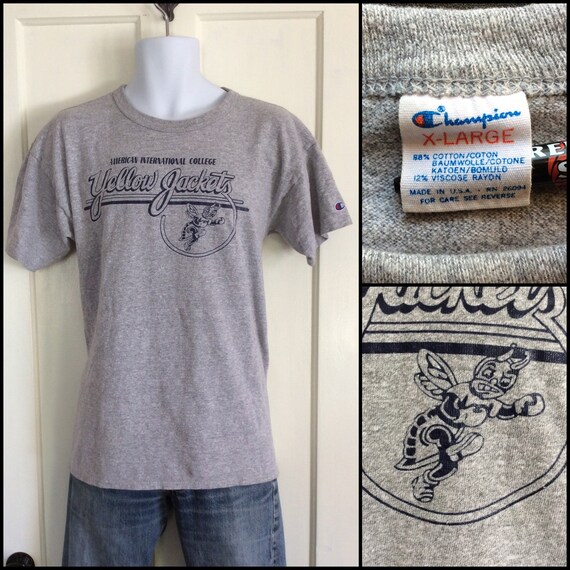 AMERICAN INTERNATIONAL COLLEGE
Yellow Jackets
Champion
X-LARGE
88% COTTON/COTON
BAUMWOLLE/COTONE
KATOEN/BOMULD
12% VISCOSE RAYON
MADE IN U.S.A. - RN 26094
FOR CARE SEE REVERSE
Jackets